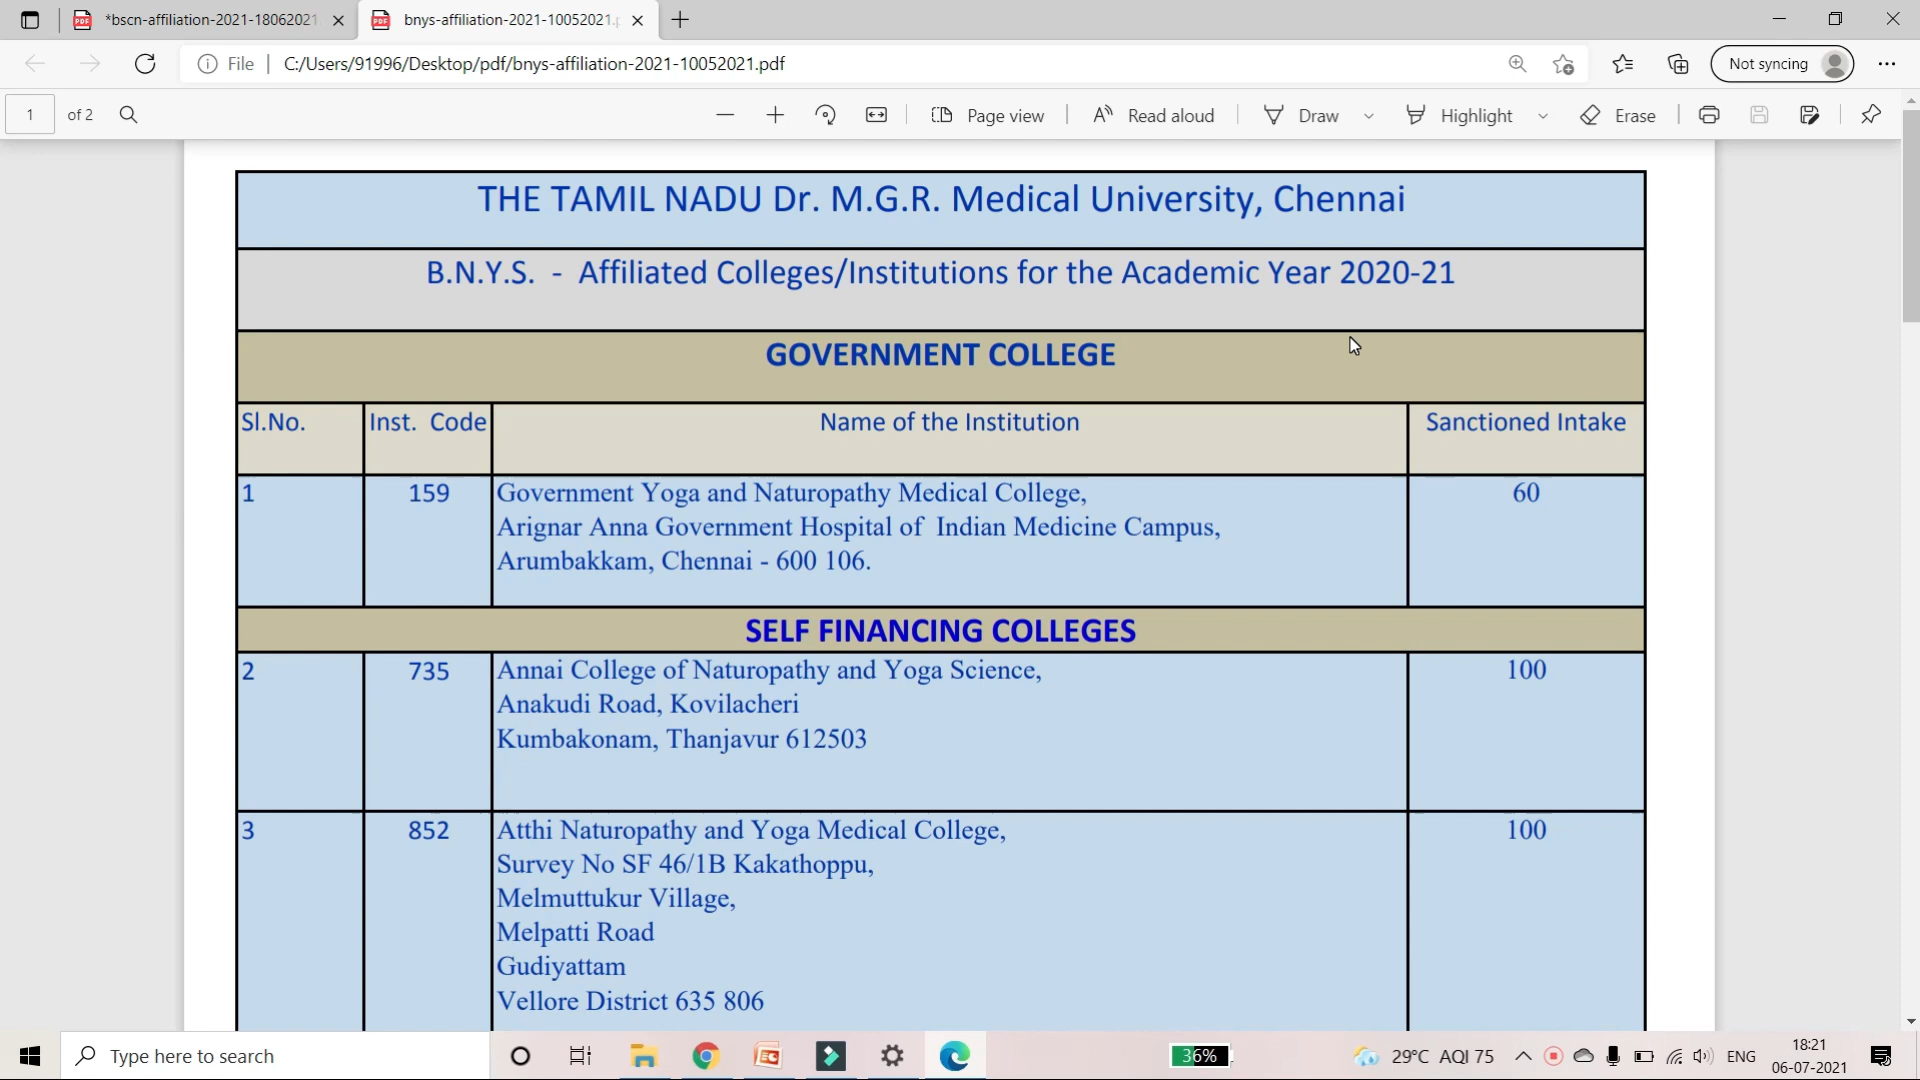 *bscn-affiliation-2021-18062021
bnys-affiliation-2021-10052021.p
File
C:/Users/91996/Desktop/pdf/bnys-affiliation-2021-10052021.pdf
Not syncing
1 of 2
Page view
Read aloud
Draw
Highlight
Erase
THE TAMIL NADU Dr. M.G.R. Medical University, Chennai
B.N.Y.S. - Affiliated Colleges/Institutions for the Academic Year 2020-21
GOVERNMENT COLLEGE
Sl.No. Inst. Code Name of the Institution Sanctioned Intake
1 159 Government Yoga and Naturopathy Medical College, 60
Arignar Anna Government Hospital of Indian Medicine Campus,
Arumbakkam, Chennai - 600 106.
SELF FINANCING COLLEGES
2 735 Annai College of Naturopathy and Yoga Science, 100
Anakudi Road, Kovilacheri
Kumbakonam, Thanjavur 612503
3 852 Atthi Naturopathy and Yoga Medical College, 100
Survey No SF 46/1B Kakathoppu,
Melmuttukur Village,
Melpatti Road
Gudiyattam
Vellore District 635 806
Type here to search
36%
29°C AQI 75
ENG
18:21
06-07-2021